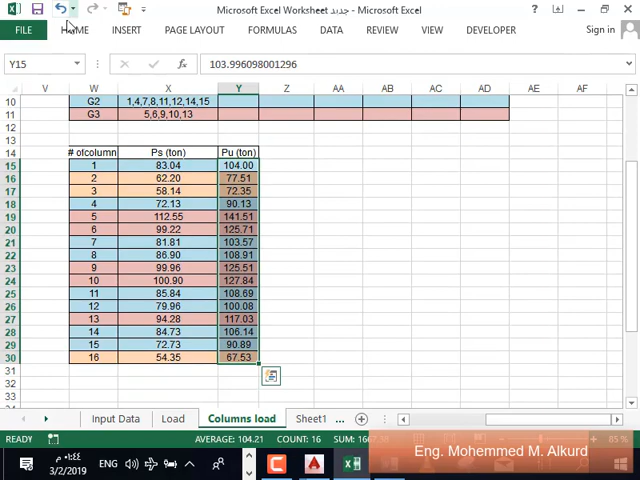 Microsoft Excel Worksheet جديد - Microsoft Excel
FILE HOME INSERT PAGE LAYOUT FORMULAS DATA REVIEW VIEW DEVELOPER Sign in
Y15 fx 103.996098001296
V W X Y Z AA AB AC AD AE AF
10 G2 1,4,7,8,11,12,14,15
11 G3 5,6,9,10,13
12
13
14 # ofcolumn Ps (ton) Pu (ton)
15 1 83.04 104.00
16 2 62.20 77.51
17 3 58.14 72.35
18 4 72.13 90.13
19 5 112.55 141.51
20 6 99.22 125.71
21 7 81.81 103.57
22 8 86.90 108.91
23 9 99.96 125.51
24 10 100.90 127.84
25 11 85.84 108.69
26 12 79.96 100.08
27 13 94.28 117.03
28 14 84.73 106.14
29 15 72.73 90.89
30 16 54.35 67.53
31
32
33
Input Data Load Columns load Sheet1 ...
READY AVERAGE: 104.21 COUNT: 16 SUM: 1667.58 85 %
Eng. Mohemmed M. Alkurd
ENG م ٠١:٤٤
3/2/2019